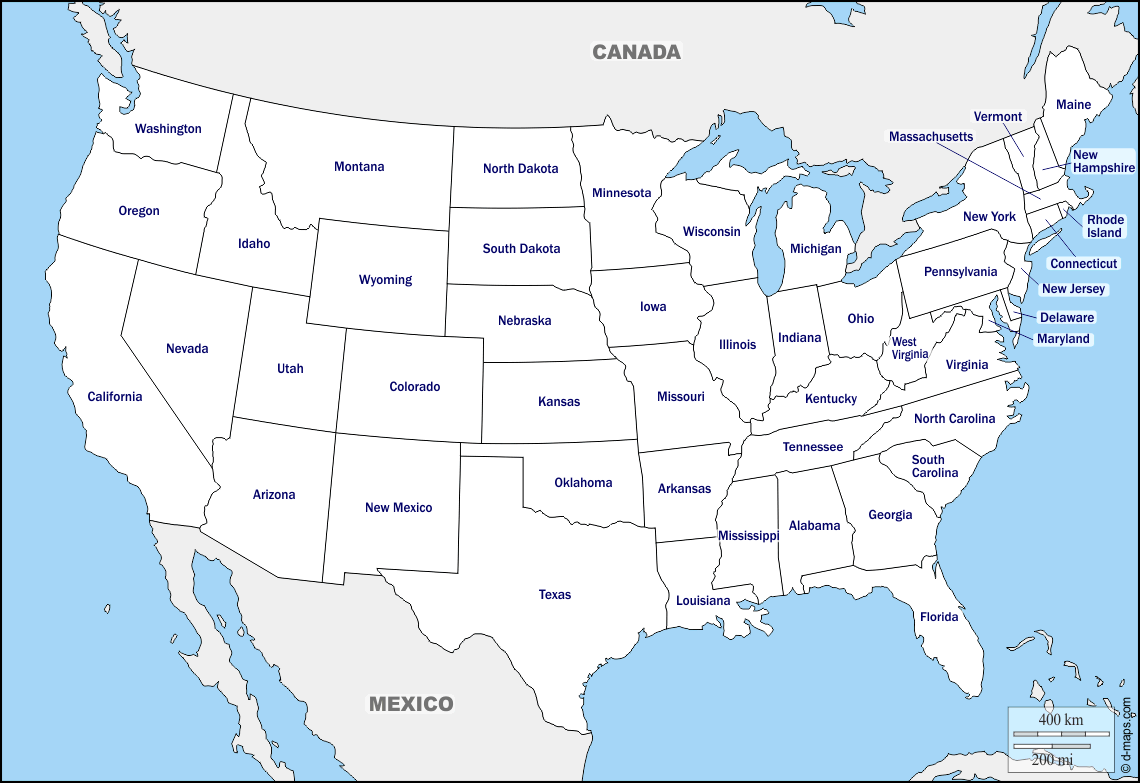 CANADA
Maine
Vermont
Massachusetts
Washington
Montana
North Dakota
Minnesota
New
Hampshire
Oregon
Idaho
South Dakota
Wisconsin
Michigan
New York
Rhode
Island
Wyoming
Connecticut
Pennsylvania
New Jersey
Nebraska
Iowa
Ohio
Delaware
Maryland
Nevada
Utah
Colorado
Illinois
Indiana
West
Virginia
Virginia
California
Kansas
Missouri
Kentucky
North Carolina
Tennessee
South
Carolina
Arizona
New Mexico
Oklahoma
Arkansas
Georgia
Mississippi
Alabama
Texas
Louisiana
Florida
MEXICO
400 km
200 mi
© d-maps.com